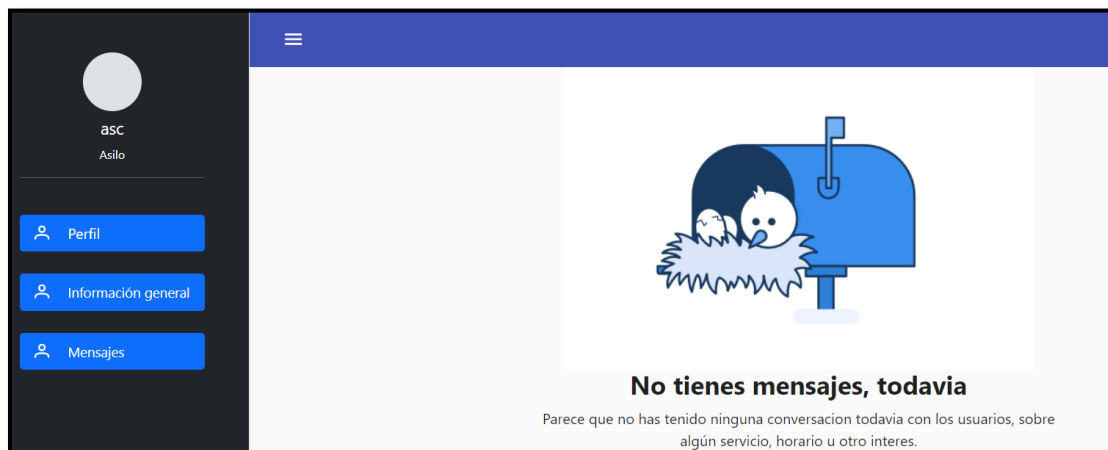 asc
Asilo
Perfil
Información general
Mensajes
No tienes mensajes, todavia
Parece que no has tenido ninguna conversacion todavia con los usuarios, sobre
algún servicio, horario u otro interes.